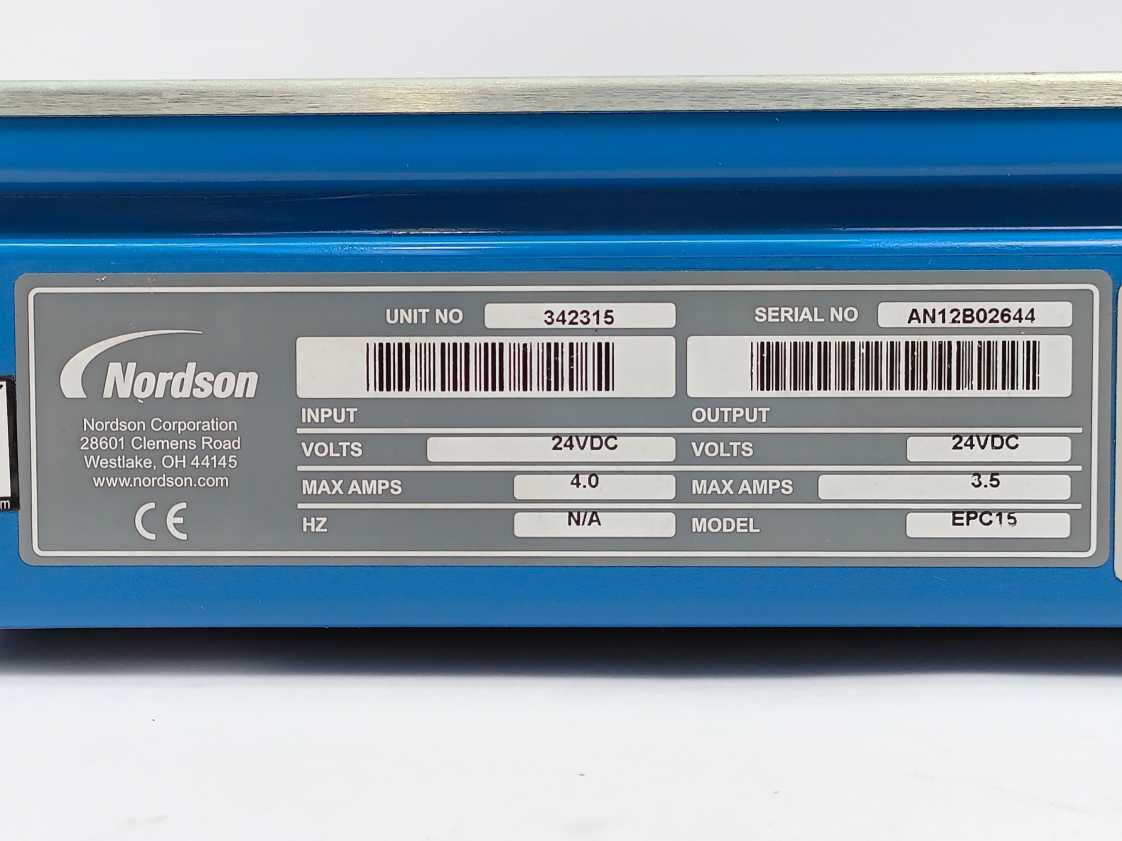 UNIT NO 342315 SERIAL NO AN12B02644
Nordson
Nordson Corporation
28601 Clemens Road
Westlake, OH 44145
www.nordson.com
CE
INPUT OUTPUT
VOLTS 24VDC VOLTS 24VDC
MAX AMPS 4.0 MAX AMPS 3.5
HZ N/A MODEL EPC15
m